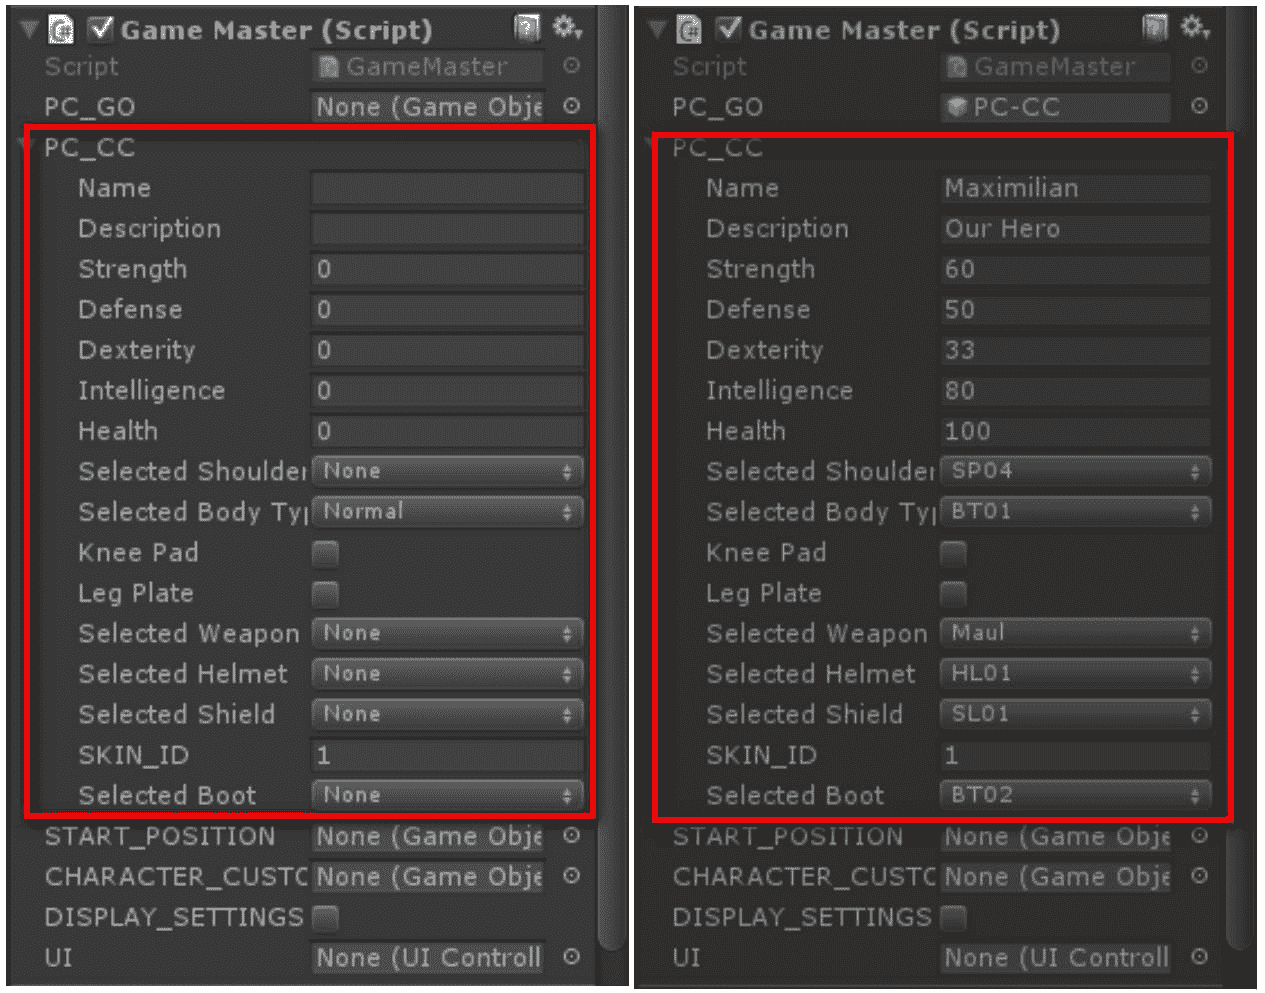 Game Master (Script)
Script GameMaster
PC_GO None (Game Obje
PC_CC
Name
Description
Strength 0
Defense 0
Dexterity 0
Intelligence 0
Health 0
Selected Shoulder None
Selected Body Typ Normal
Knee Pad
Leg Plate
Selected Weapon None
Selected Helmet None
Selected Shield None
SKIN_ID 1
Selected Boot None
START_POSITION None (Game Obje
CHARACTER_CUSTO None (Game Obje
DISPLAY_SETTINGS
UI None (UI Controll
Game Master (Script)
Script GameMaster
PC_GO PC-CC
PC_CC
Name Maximilian
Description Our Hero
Strength 60
Defense 50
Dexterity 33
Intelligence 80
Health 100
Selected Shoulder SP04
Selected Body Typ BT01
Knee Pad
Leg Plate
Selected Weapon Maul
Selected Helmet HL01
Selected Shield SL01
SKIN_ID 1
Selected Boot BT02
START_POSITION None (Game Obje
CHARACTER_CUSTO None (Game Obje
DISPLAY_SETTINGS
UI None (UI Controll